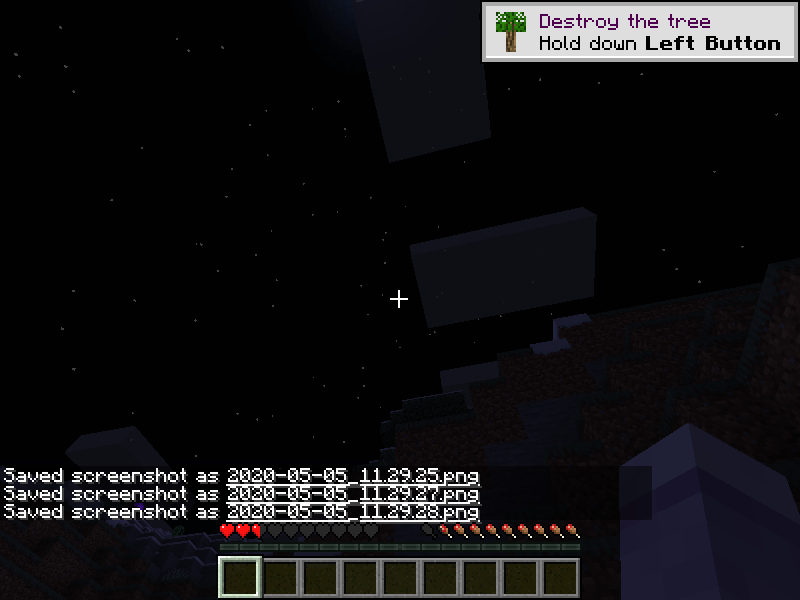 Destroy the tree
Hold down Left Button
Saved screenshot as 2020-05-05_11.29.25.png
Saved screenshot as 2020-05-05_11.29.27.png
Saved screenshot as 2020-05-05_11.29.28.png